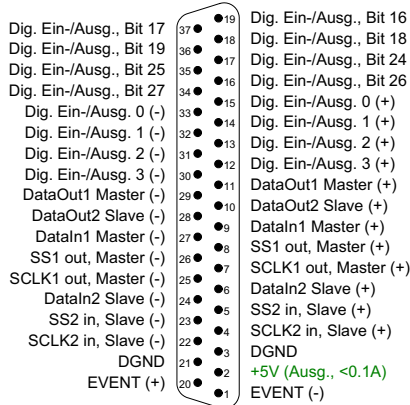 Dig. Ein-/Ausg., Bit 17 37 19 Dig. Ein-/Ausg., Bit 16
Dig. Ein-/Ausg., Bit 19 36 18 Dig. Ein-/Ausg., Bit 18
Dig. Ein-/Ausg., Bit 25 35 17 Dig. Ein-/Ausg., Bit 24
Dig. Ein-/Ausg., Bit 27 34 16 Dig. Ein-/Ausg., Bit 26
Dig. Ein-/Ausg. 0 (-) 33 15 Dig. Ein-/Ausg. 0 (+)
Dig. Ein-/Ausg. 1 (-) 32 14 Dig. Ein-/Ausg. 1 (+)
Dig. Ein-/Ausg. 2 (-) 31 13 Dig. Ein-/Ausg. 2 (+)
Dig. Ein-/Ausg. 3 (-) 30 12 Dig. Ein-/Ausg. 3 (+)
DataOut1 Master (-) 29 11 DataOut1 Master (+)
DataOut2 Slave (-) 28 10 DataOut2 Slave (+)
DataIn1 Master (-) 27 9 DataIn1 Master (+)
SS1 out, Master (-) 26 8 SS1 out, Master (+)
SCLK1 out, Master (-) 25 7 SCLK1 out, Master (+)
DataIn2 Slave (-) 24 6 DataIn2 Slave (+)
SS2 in, Slave (-) 23 5 SS2 in, Slave (+)
SCLK2 in, Slave (-) 22 4 SCLK2 in, Slave (+)
DGND 21 3 DGND
EVENT (+) 20 2 +5V (Ausg., <0.1A)
1 EVENT (-)